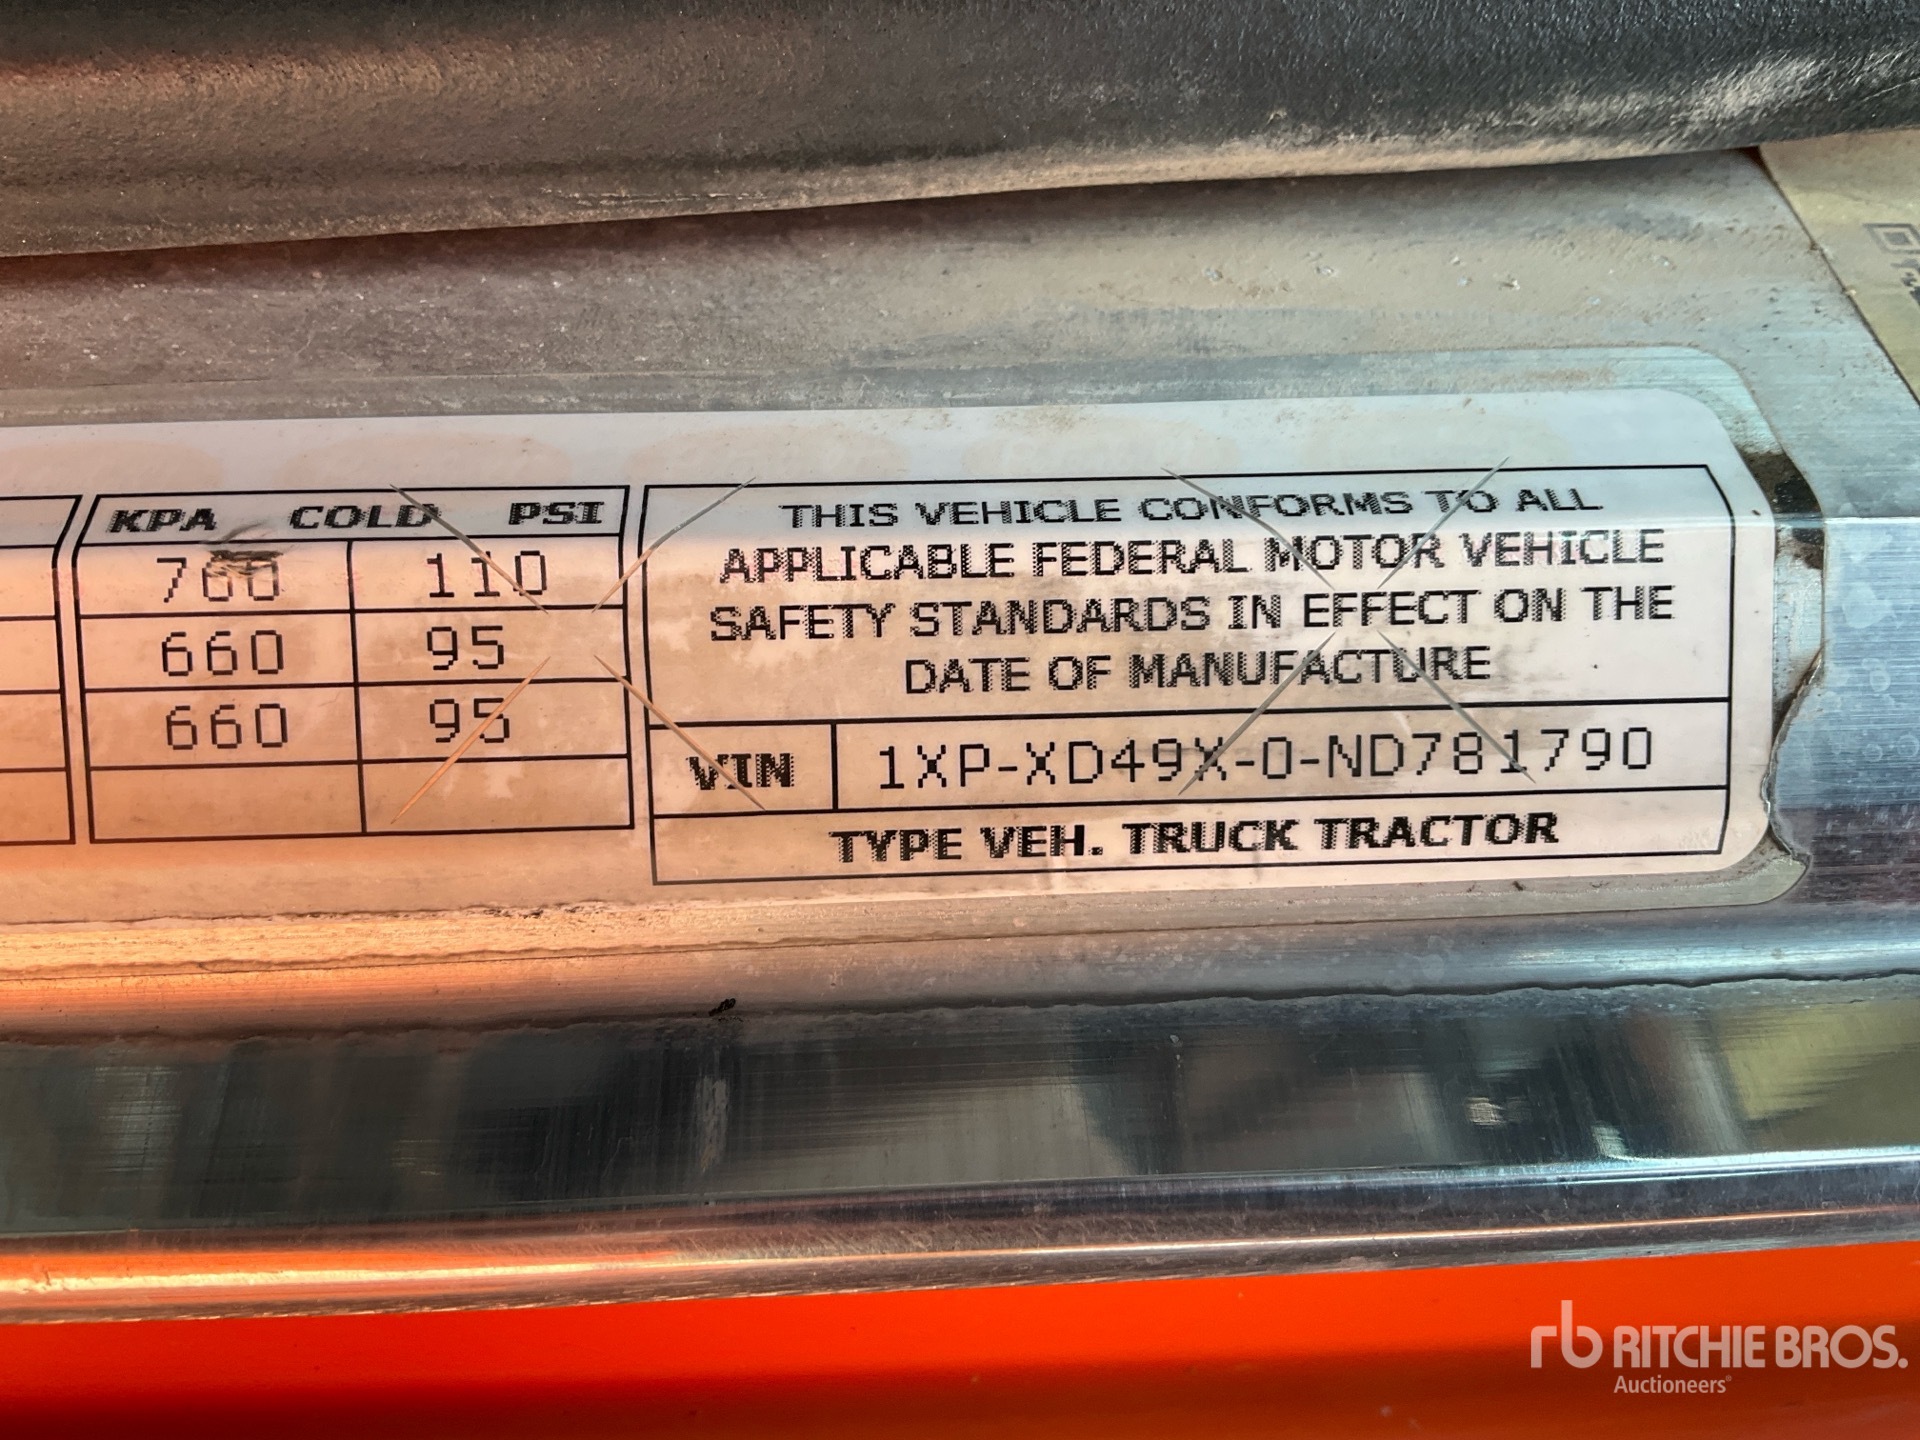 KPA COLD PSI
760 110
660 95
660 95
THIS VEHICLE CONFORMS TO ALL
APPLICABLE FEDERAL MOTOR VEHICLE
SAFETY STANDARDS IN EFFECT ON THE
DATE OF MANUFACTURE
VIN 1XP-XD49X-0-ND781790
TYPE VEH. TRUCK TRACTOR
rb RITCHIE BROS.
Auctioneers®